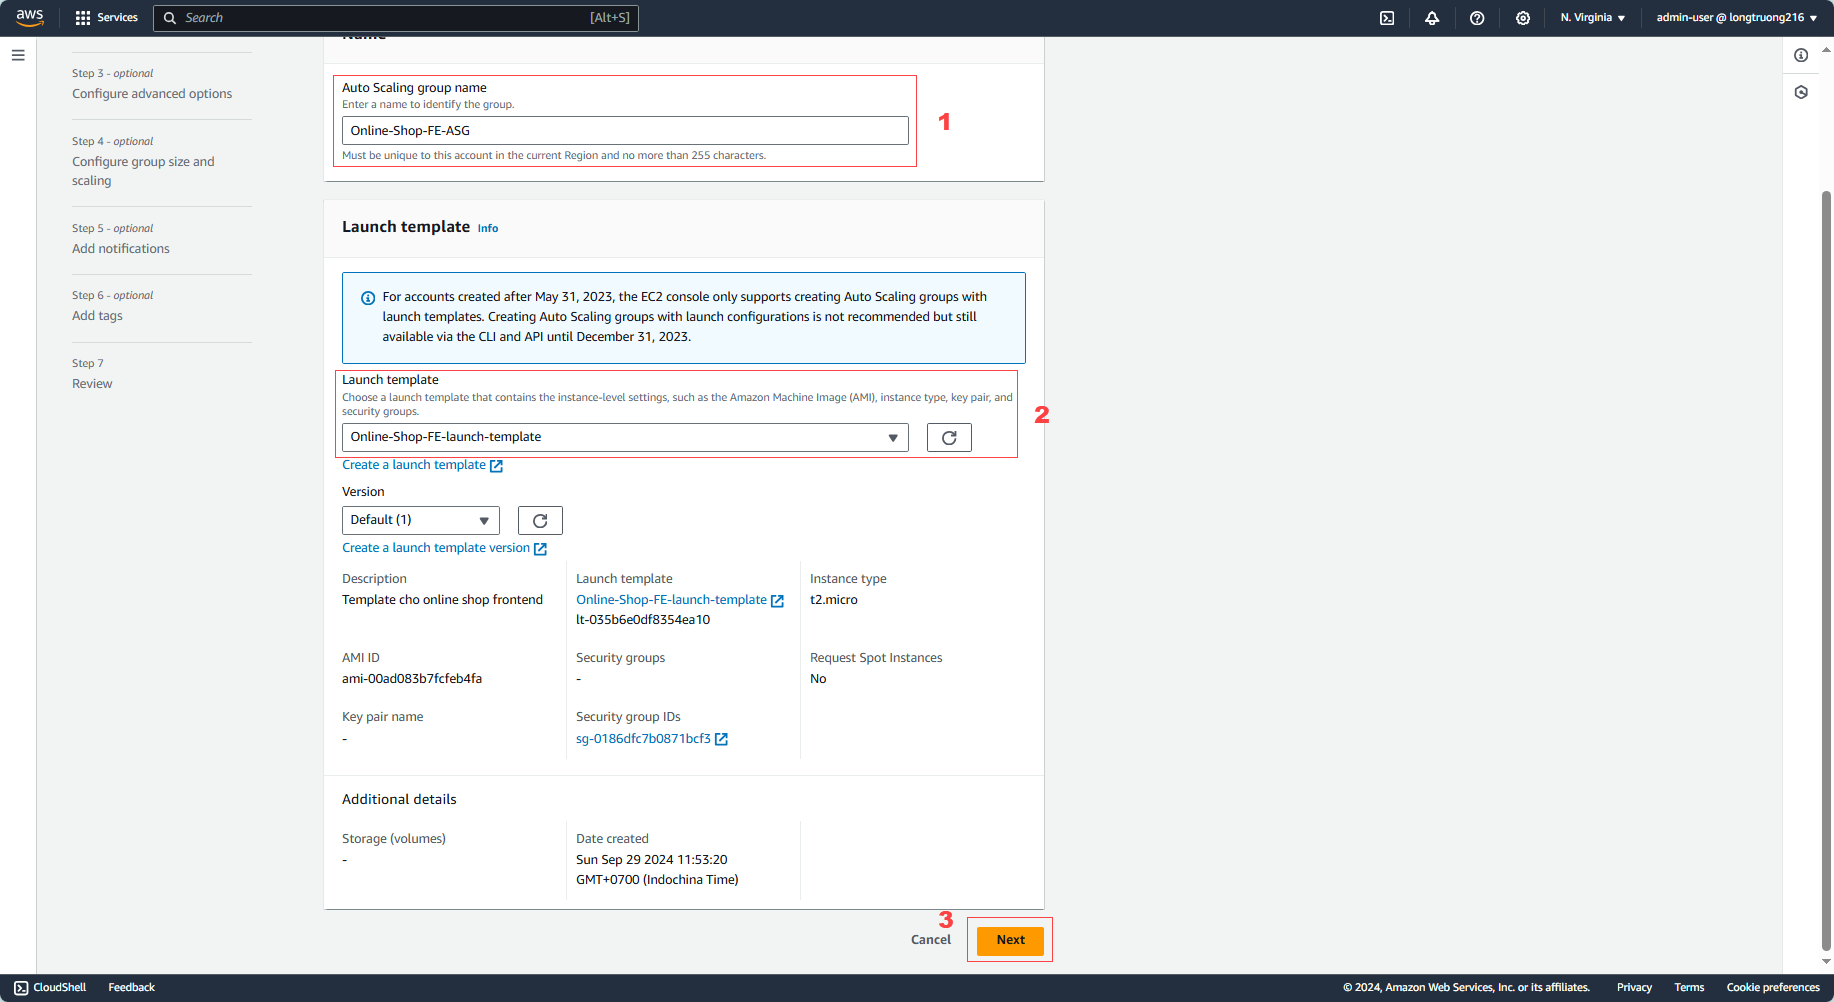 aws
Services
Search
[Alt+S]
N. Virginia
admin-user @ longtruong216
Step 3 - optional
Configure advanced options
Step 4 - optional
Configure group size and
scaling
Step 5 - optional
Add notifications
Step 6 - optional
Add tags
Step 7
Review
Name
Auto Scaling group name
Enter a name to identify the group.
Online-Shop-FE-ASG
Must be unique to this account in the current Region and no more than 255 characters.
1
Launch template Info
For accounts created after May 31, 2023, the EC2 console only supports creating Auto Scaling groups with
launch templates. Creating Auto Scaling groups with launch configurations is not recommended but still
available via the CLI and API until December 31, 2023.
Launch template
Choose a launch template that contains the instance-level settings, such as the Amazon Machine Image (AMI), instance type, key pair, and
security groups.
2
Online-Shop-FE-launch-template
Create a launch template
Version
Default (1)
Create a launch template version
Description
Template cho online shop frontend
Launch template
Online-Shop-FE-launch-template
lt-035b6e0df8354ea10
Instance type
t2.micro
AMI ID
ami-00ad083b7fcfeb4fa
Security groups
-
Request Spot Instances
No
Key pair name
-
Security group IDs
sg-0186dfc7b0871bcf3
Additional details
Storage (volumes)
-
Date created
Sun Sep 29 2024 11:53:20
GMT+0700 (Indochina Time)
3
Cancel
Next
CloudShell
Feedback
© 2024, Amazon Web Services, Inc. or its affiliates.
Privacy
Terms
Cookie preferences